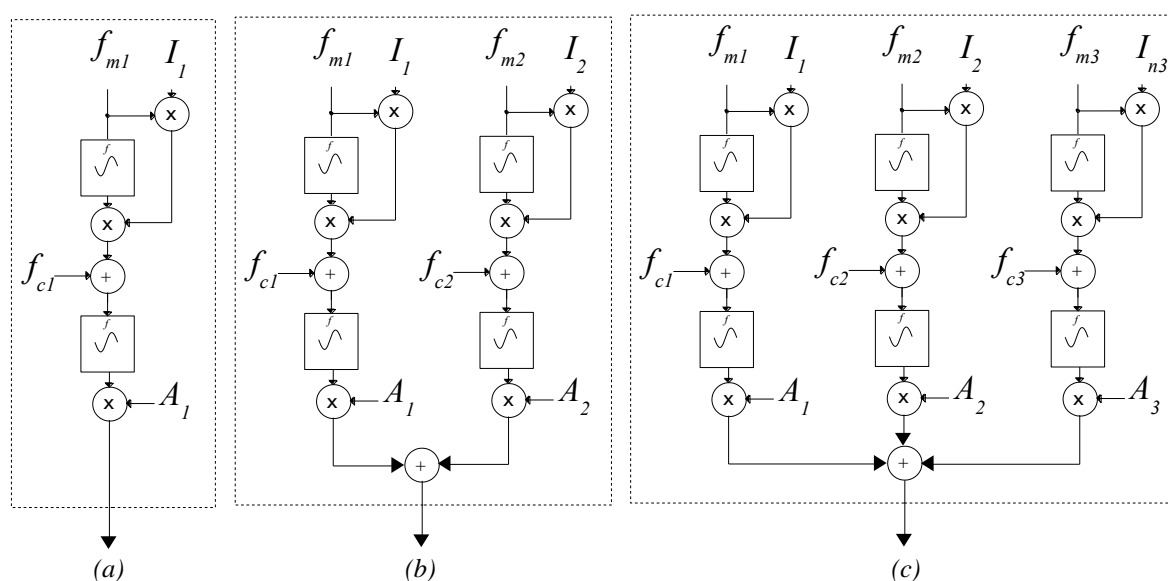 f_m1 I_1
f x
x
f_c1 +
f
x A_1
(a)
f_m1 I_1 f_m2 I_2
x x
f f
x x
f_c1 + f_c2 +
f f
x A_1 x A_2
+
(b)
f_m1 I_1 f_m2 I_2 f_m3 I_n3
x x x
f f f
x x x
f_c1 + f_c2 + f_c3 +
f f f
x A_1 x A_2 x A_3
+
(c)